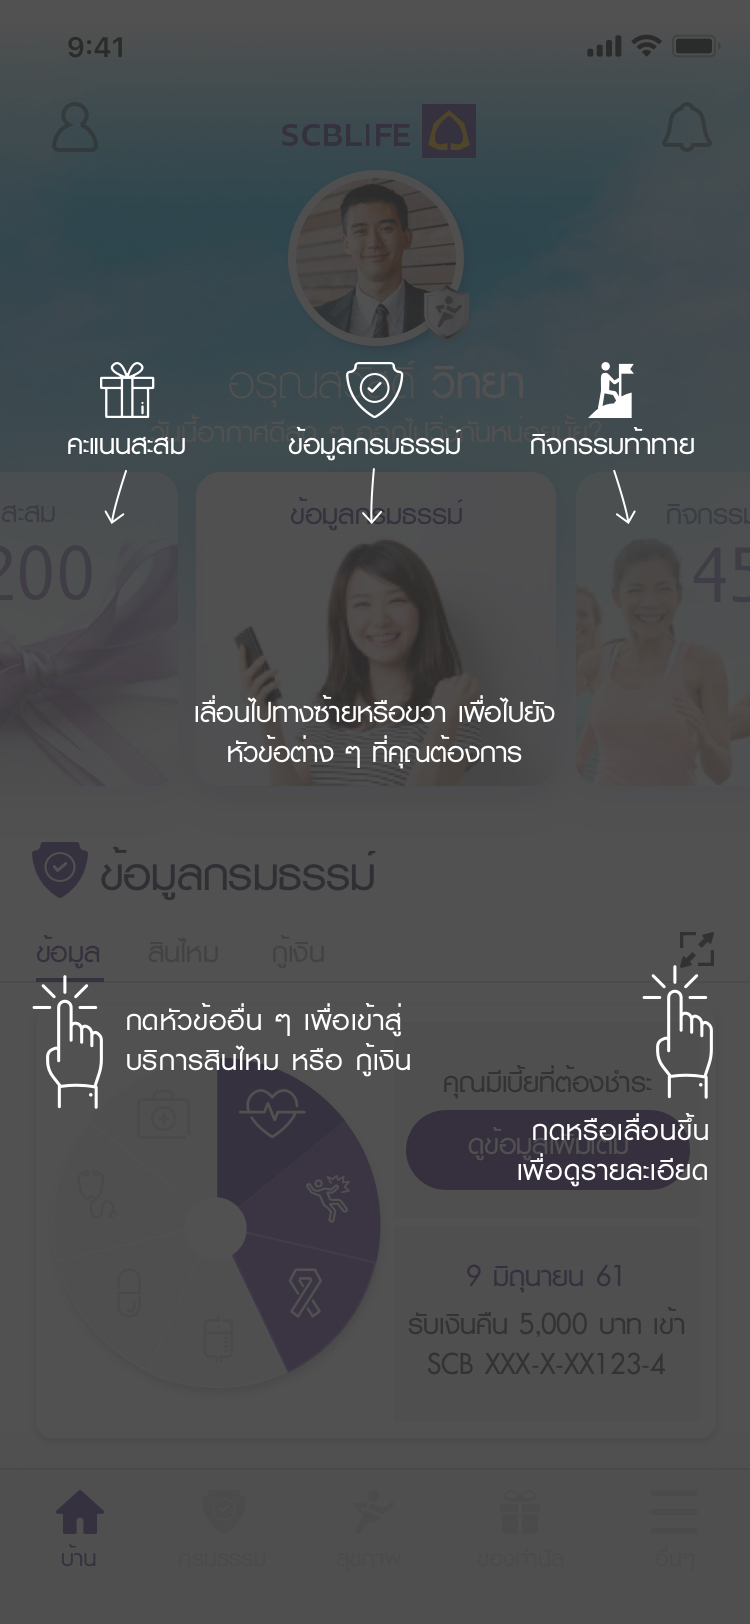 9:41
SCBLIFE
วิทยา
คะแนนสะสม
ข้อมูลกรมธรรม์
กิจกรรมท้าทาย
สะสม
200
ข้อมูลกรมธรรม์
กิจกรรม
45
เลื่อนไปทางซ้ายหรือขวา เพื่อไปยัง
หัวข้อต่าง ๆ ที่คุณต้องการ
ข้อมูลกรมธรรม์
ข้อมูล
สินไหม
กู้เงิน
กดหัวข้ออื่น ๆ เพื่อเข้าสู่
บริการสินไหม หรือ กู้เงิน
คุณมีเบี้ยที่ต้องชำระ
ดูข้อมูลเพิ่มเติม
กดหรือเลื่อนขึ้น
เพื่อดูรายละเอียด
9 มิถุนายน 61
รับเงินคืน 5,000 บาท เข้า
SCB XXX-X-XX123-4
บ้าน
กรมธรรม์
สุขภาพ
ของกำนัล
อื่นๆ